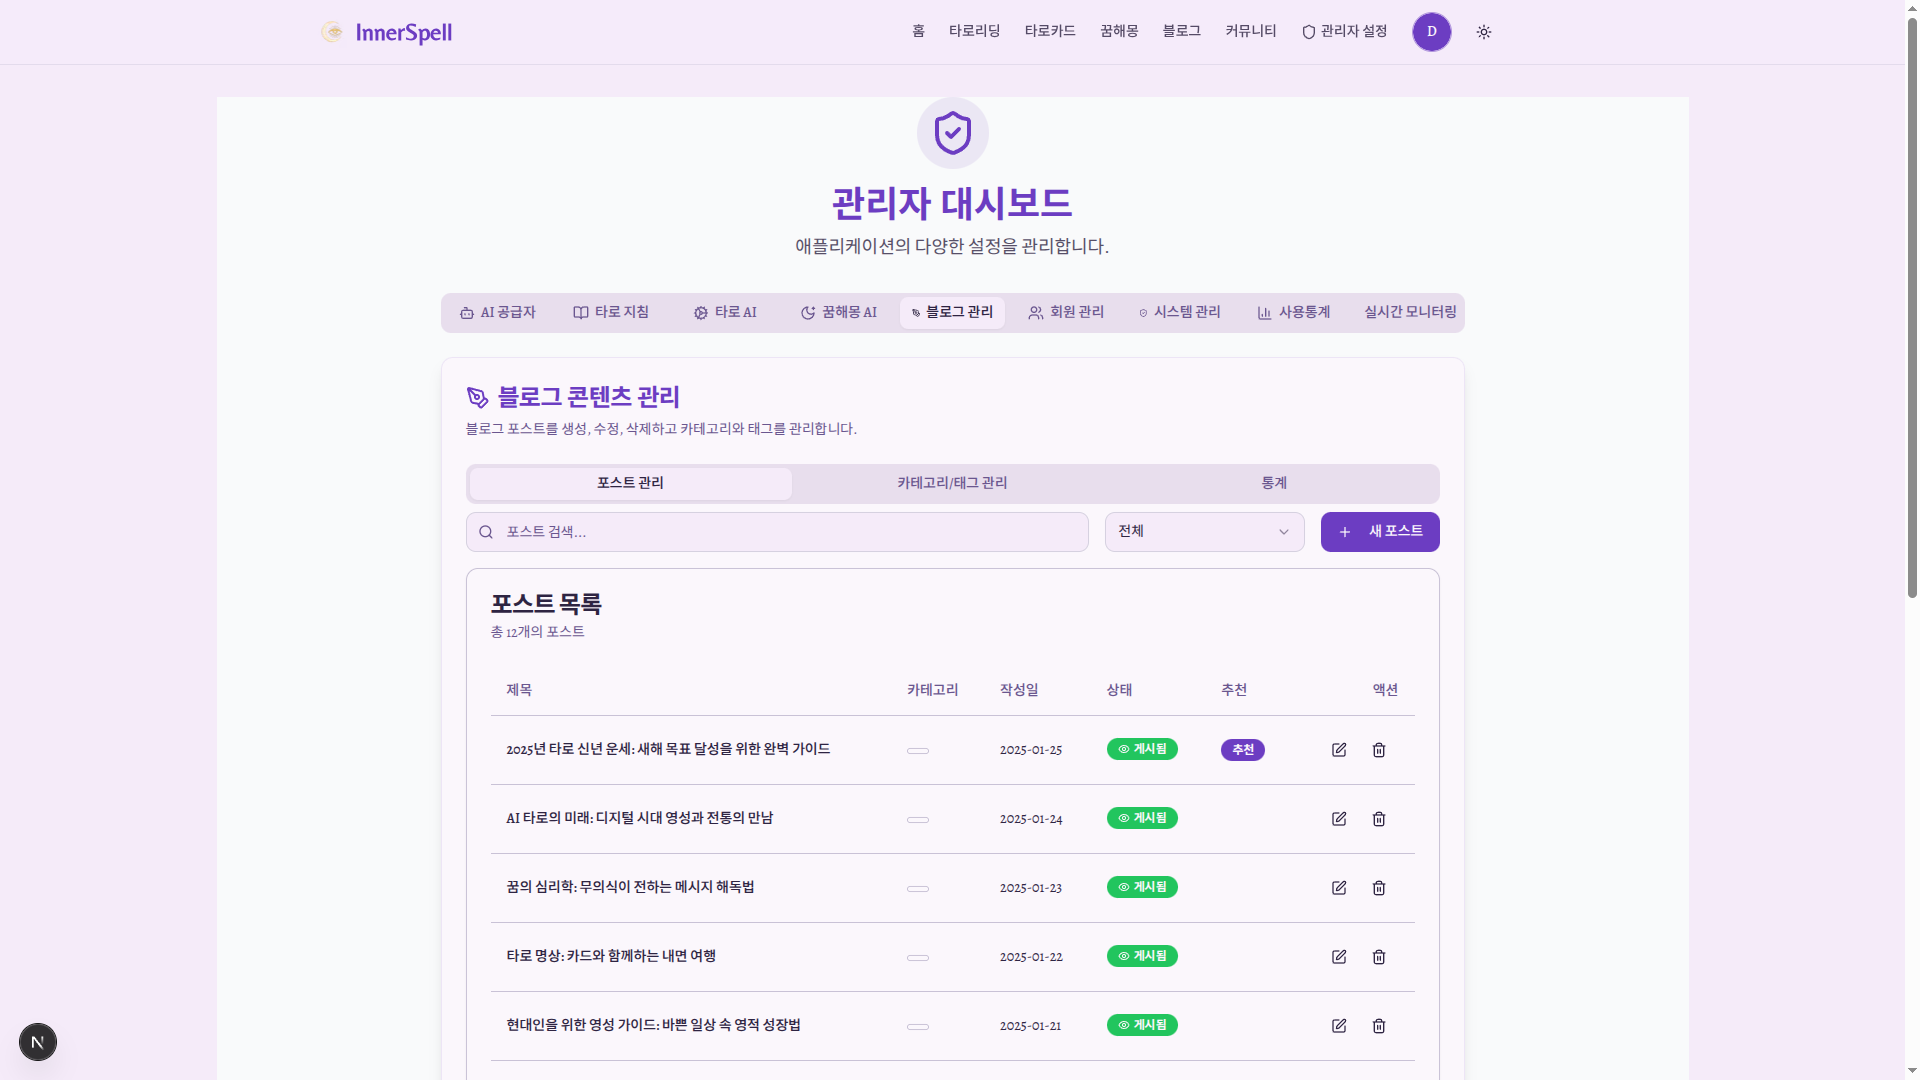 InnerSpell
홈 타로리딩 타로카드 꿈해몽 블로그 커뮤니티 관리자 설정 D
관리자 대시보드
애플리케이션의 다양한 설정을 관리합니다.
AI 공급자 타로 지침 타로 AI 꿈해몽 AI 블로그 관리 회원 관리 시스템 관리 사용통계 실시간 모니터링
블로그 콘텐츠 관리
블로그 포스트를 생성, 수정, 삭제하고 카테고리와 태그를 관리합니다.
포스트 관리 카테고리/태그 관리 통계
포스트 검색... 전체 새 포스트
포스트 목록
총 12개의 포스트
제목 카테고리 작성일 상태 추천 액션
2025년 타로 신년 운세: 새해 목표 달성을 위한 완벽 가이드 2025-01-25 게시됨 추천
AI 타로의 미래: 디지털 시대 영성과 전통의 만남 2025-01-24 게시됨
꿈의 심리학: 무의식이 전하는 메시지 해독법 2025-01-23 게시됨
타로 명상: 카드와 함께하는 내면 여행 2025-01-22 게시됨
현대인을 위한 영성 가이드: 바쁜 일상 속 영적 성장법 2025-01-21 게시됨
N